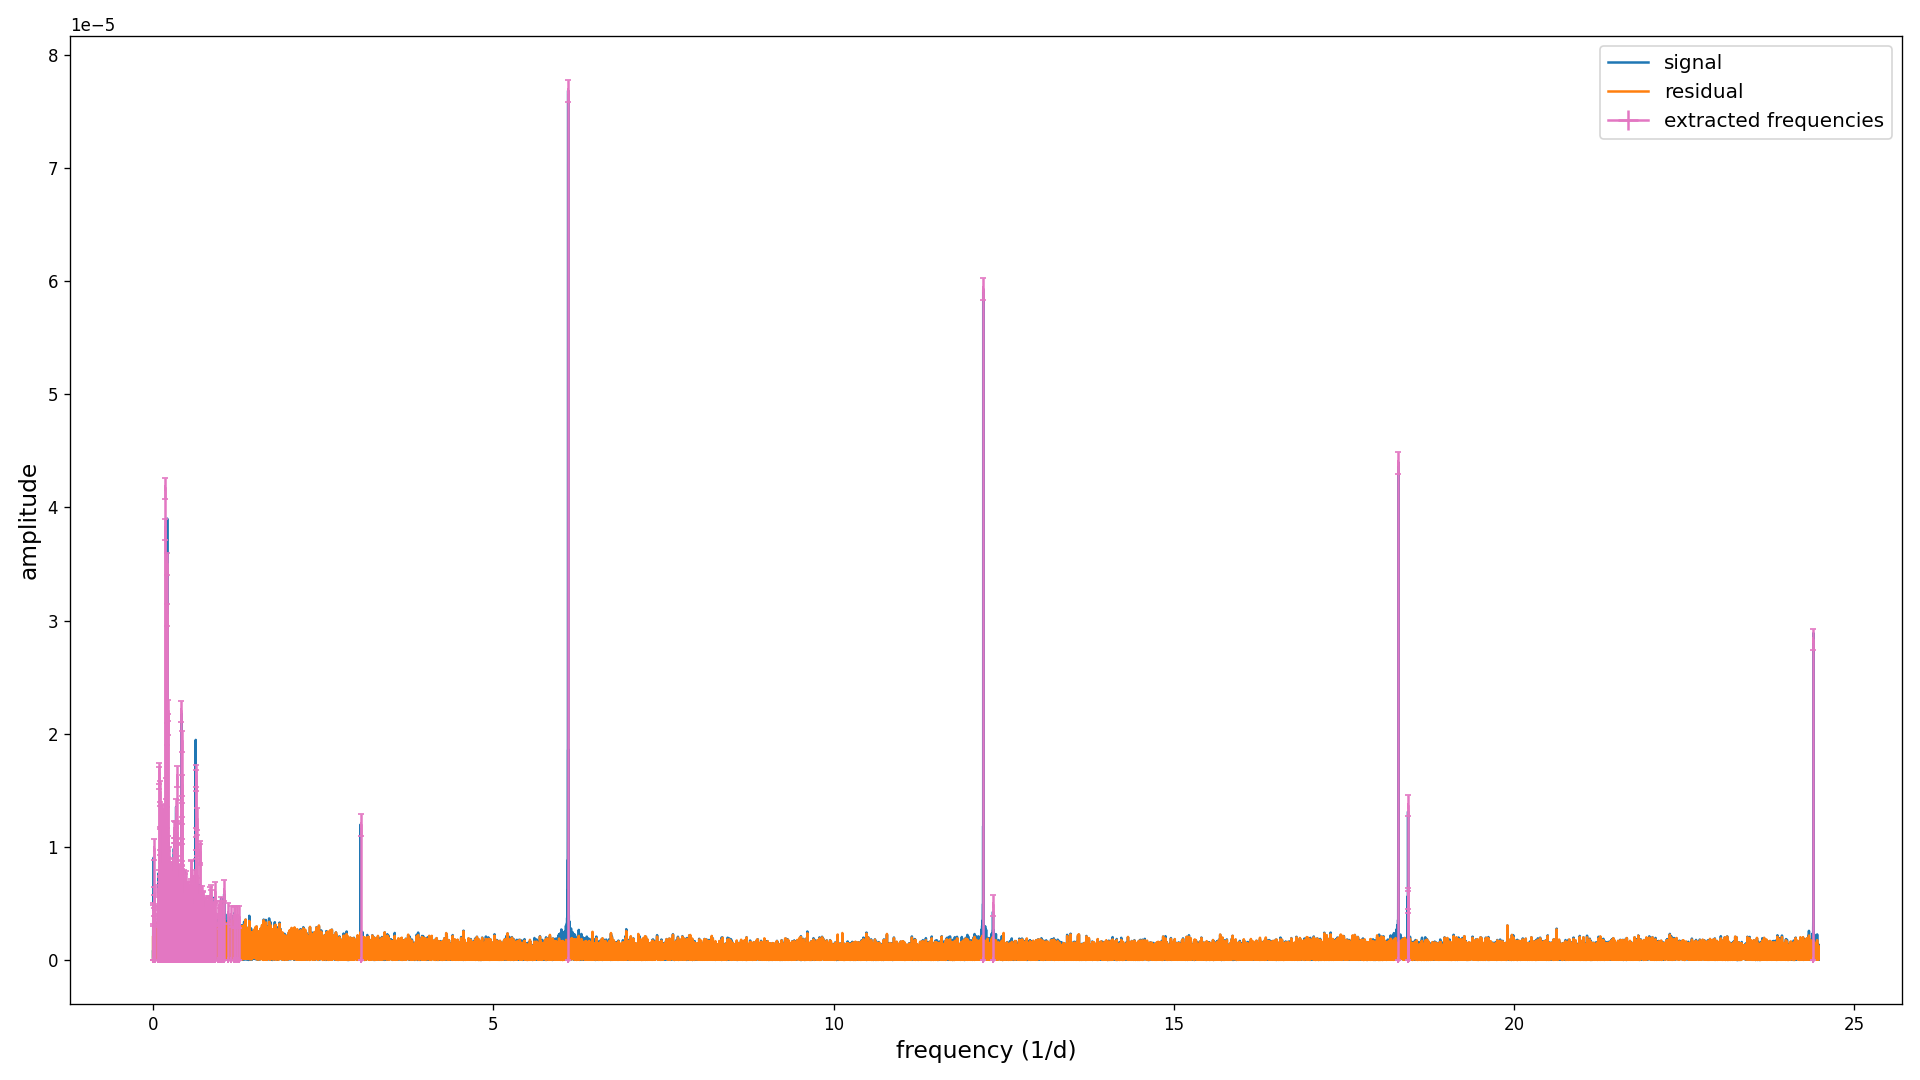 1e−5
8
7
6
5
4
3
2
1
0
amplitude
signal
residual
extracted frequencies
0 5 10 15 20 25
frequency (1/d)